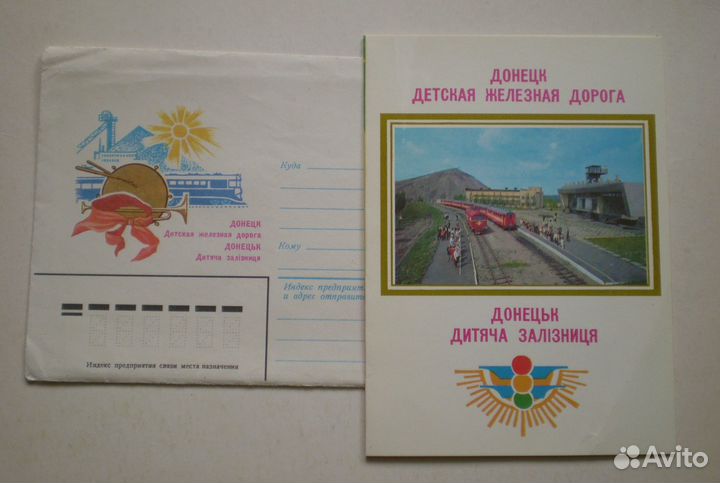 ДОНЕЦК
Детская железная дорога
ДОНЕЦЬК
Дитяча залізниця
Куда
Кому
Индекс предприят
и адрес отправите
Индекс предприятия связи места назначения
ДОНЕЦК
ДЕТСКАЯ ЖЕЛЕЗНАЯ ДОРОГА
ДОНЕЦЬК
ДИТЯЧА ЗАЛІЗНИЦЯ
Avito